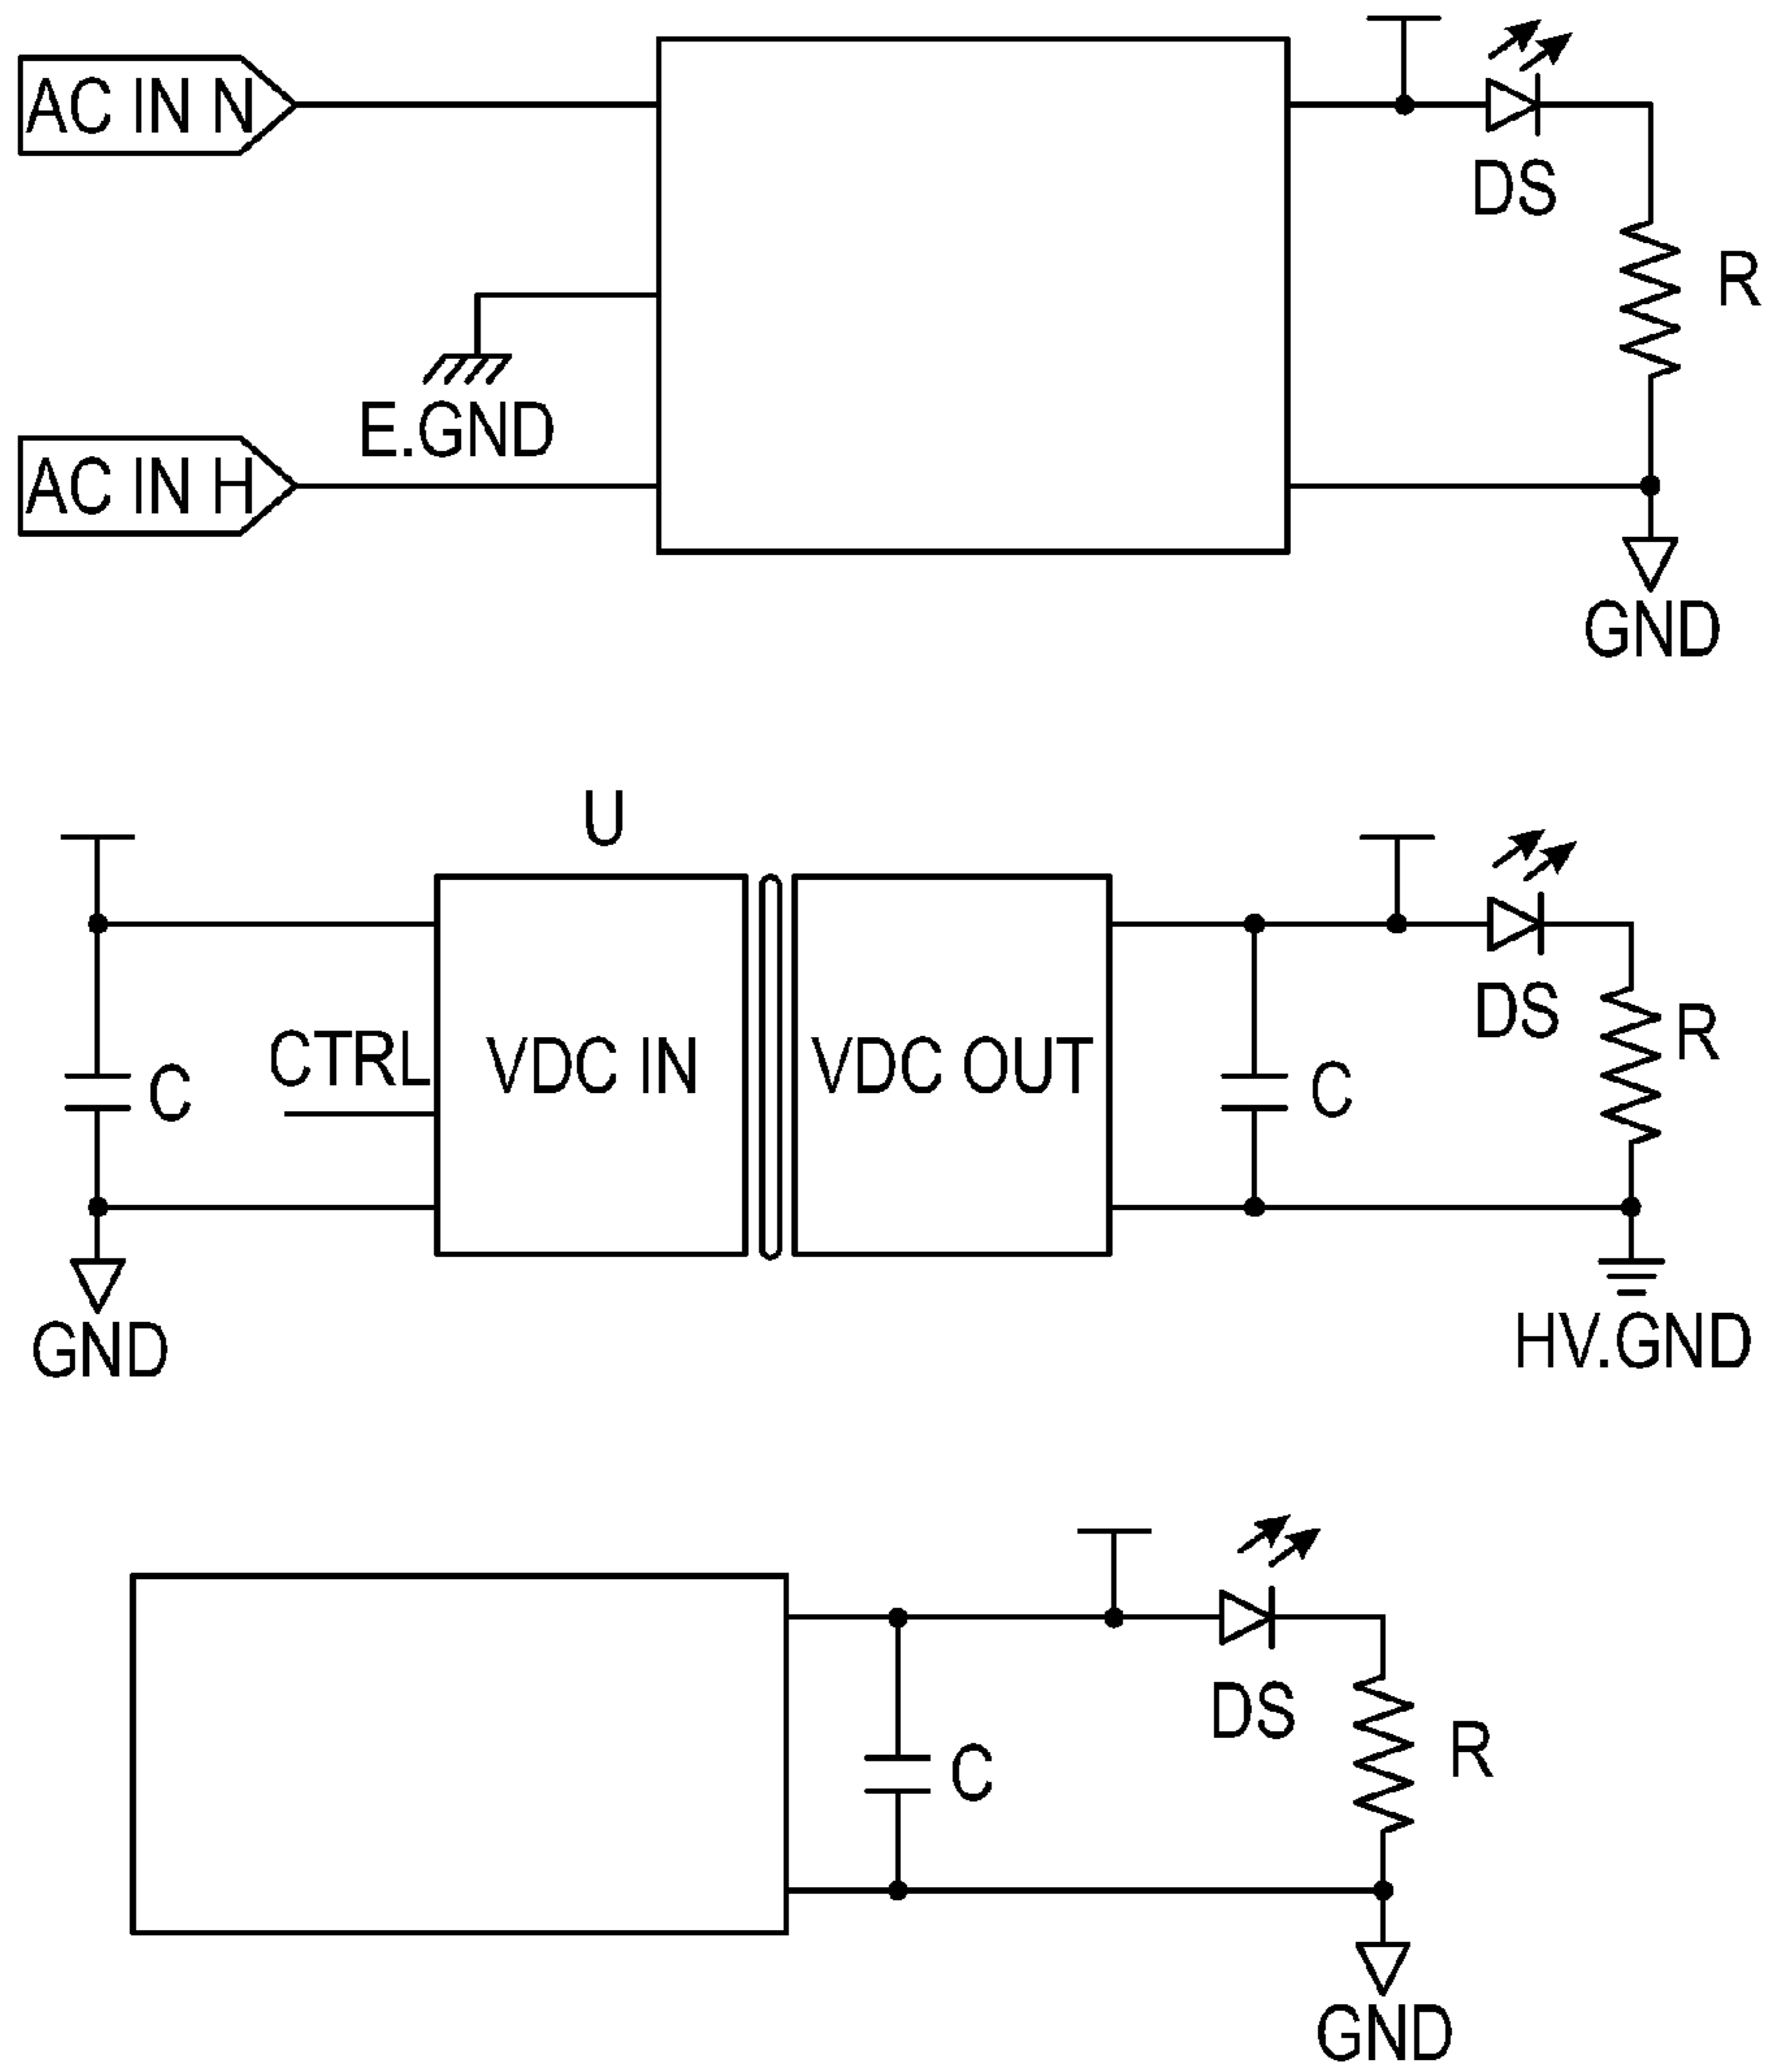 AC IN N
DS
R
E.GND
AC IN H
GND
U
CTRL
VDC IN
VDC OUT
C
C
DS
R
GND
HV.GND
DS
C
R
GND